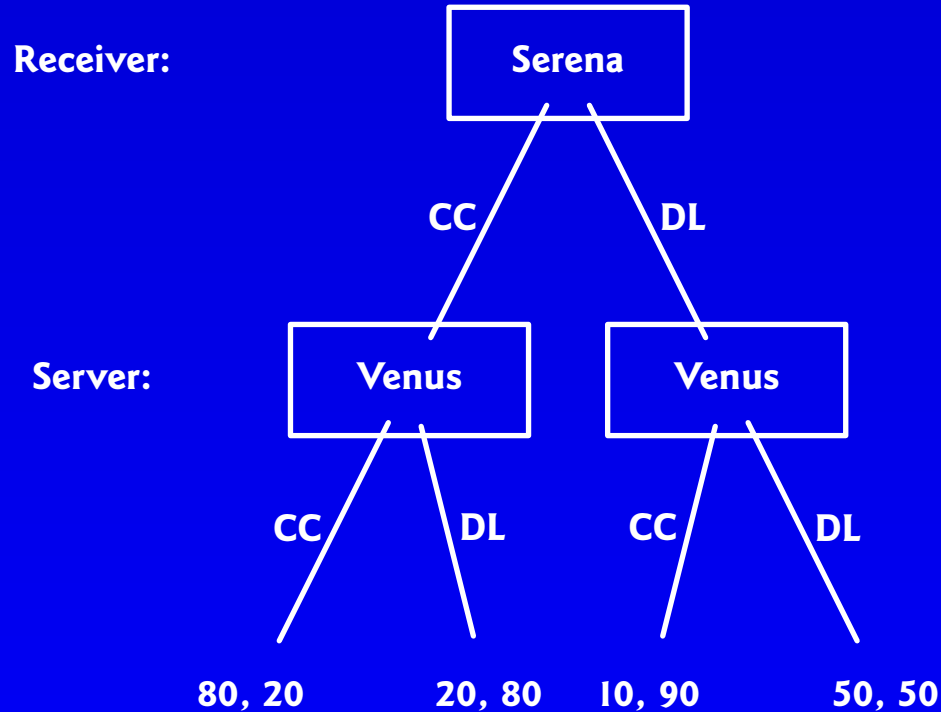 Receiver: Serena
CC DL
Server: Venus Venus
CC DL CC DL
80, 20 20, 80 10, 90 50, 50